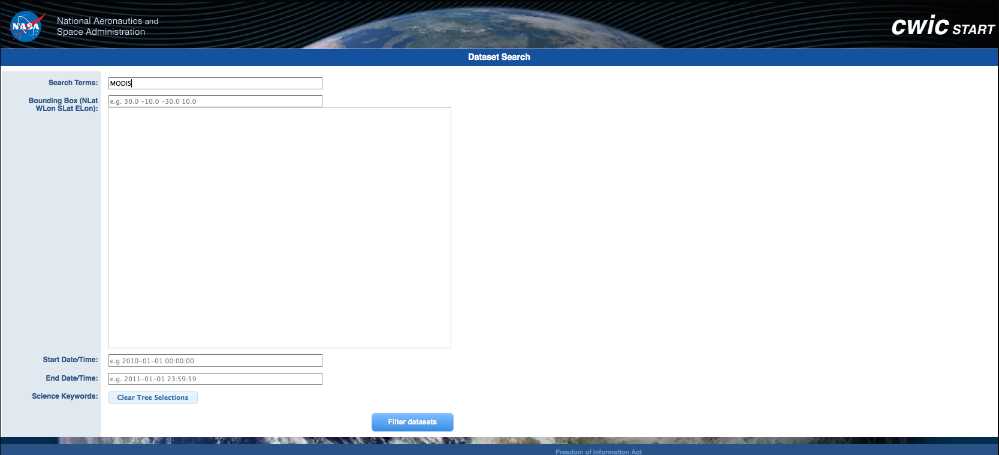 NASA
National Aeronautics and
Space Administration
cwic START
Dataset Search
Search Terms:
MODIS
Bounding Box (NLat
WLon SLat ELon):
e.g. 30.0 -10.0 -30.0 10.0
Start Date/Time:
e.g 2010-01-01 00:00:00
End Date/Time:
e.g. 2011-01-01 23:59:59
Science Keywords:
Clear Tree Selections
Filter datasets
Freedom of Information Act